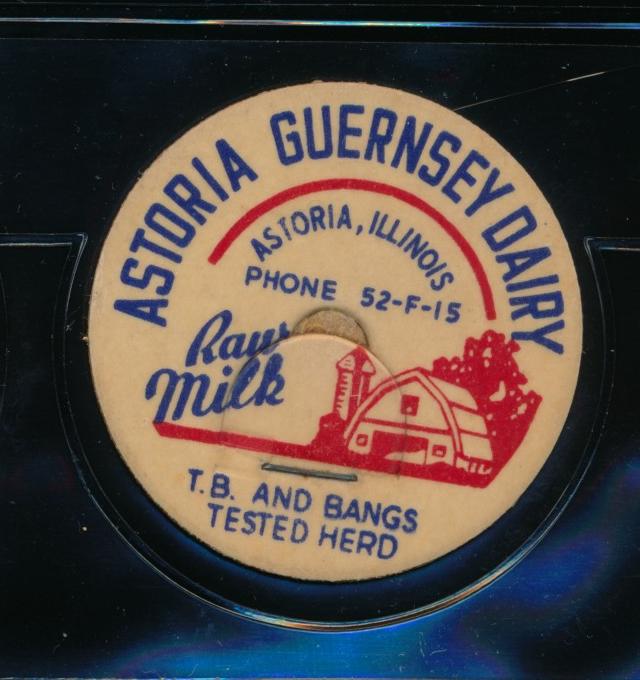 ASTORIA GUERNSEY DAIRY
ASTORIA, ILLINOIS
PHONE 52-F-15
Raw
Milk
T.B. AND BANGS
TESTED HERD